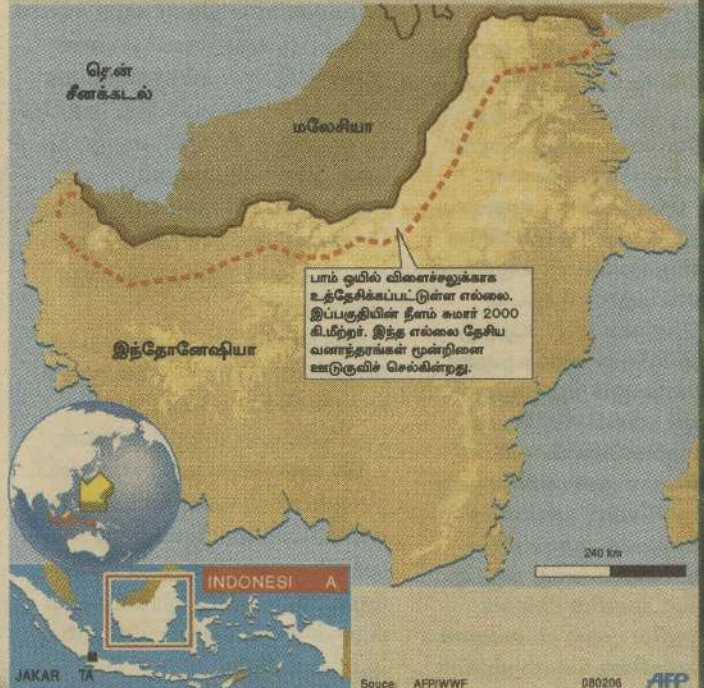 தென்
சீனக்கடல்
மலேசியா
பாம் ஒயில் விளைச்சலுக்காக
உத்தேசிக்கப்பட்டுள்ள எல்லை.
இப்பகுதியின் நீளம் சுமார் 2000
கி.மீற்றர். இந்த எல்லை தேசிய
வனாந்தரங்கள் மூன்றினை
ஊடுருவிச் செல்கின்றது.
இந்தோனேஷியா
240 km
INDONESI A
JAKAR TA
Souce: AFP/WWF 080206 AFP